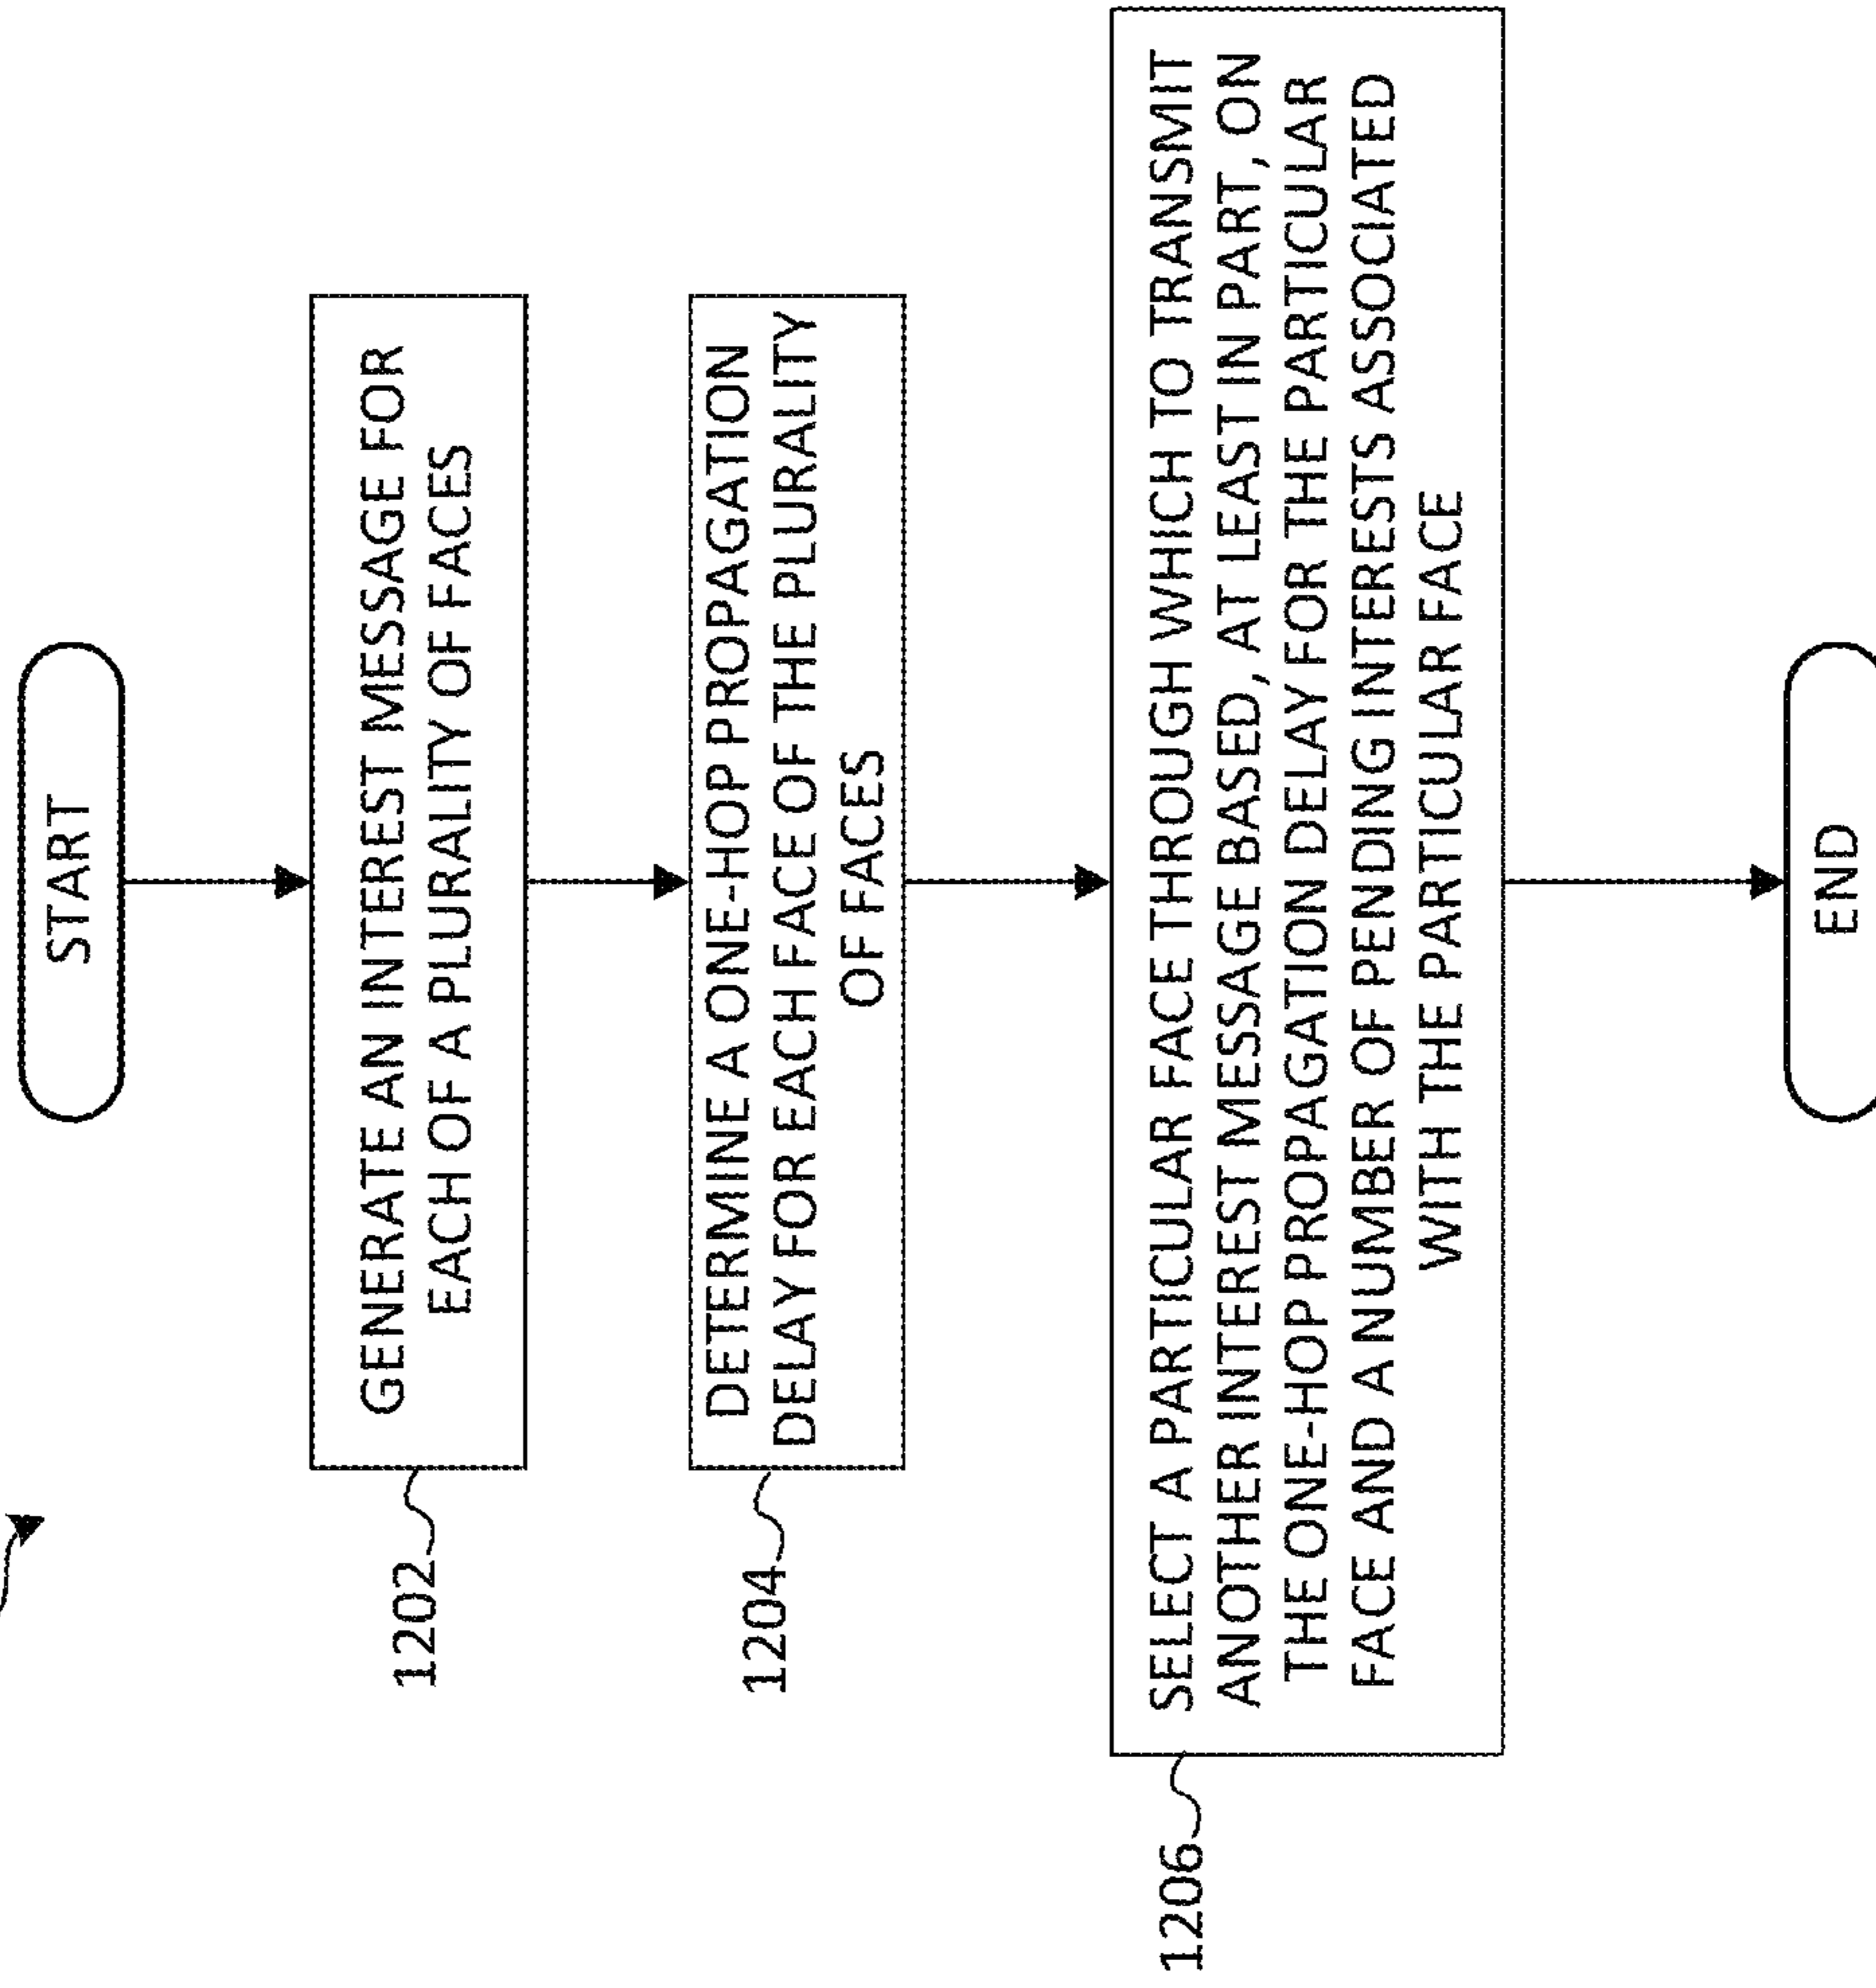 START
1202
GENERATE AN INTEREST MESSAGE FOR
EACH OF A PLURALITY OF FACES
1204
DETERMINE A ONE-HOP PROPAGATION
DELAY FOR EACH FACE OF THE PLURALITY
OF FACES
1206
SELECT A PARTICULAR FACE THROUGH WHICH TO TRANSMIT
ANOTHER INTEREST MESSAGE BASED, AT LEAST IN PART, ON
THE ONE-HOP PROPAGATION DELAY FOR THE PARTICULAR
FACE AND A NUMBER OF PENDING INTERESTS ASSOCIATED
WITH THE PARTICULAR FACE
END